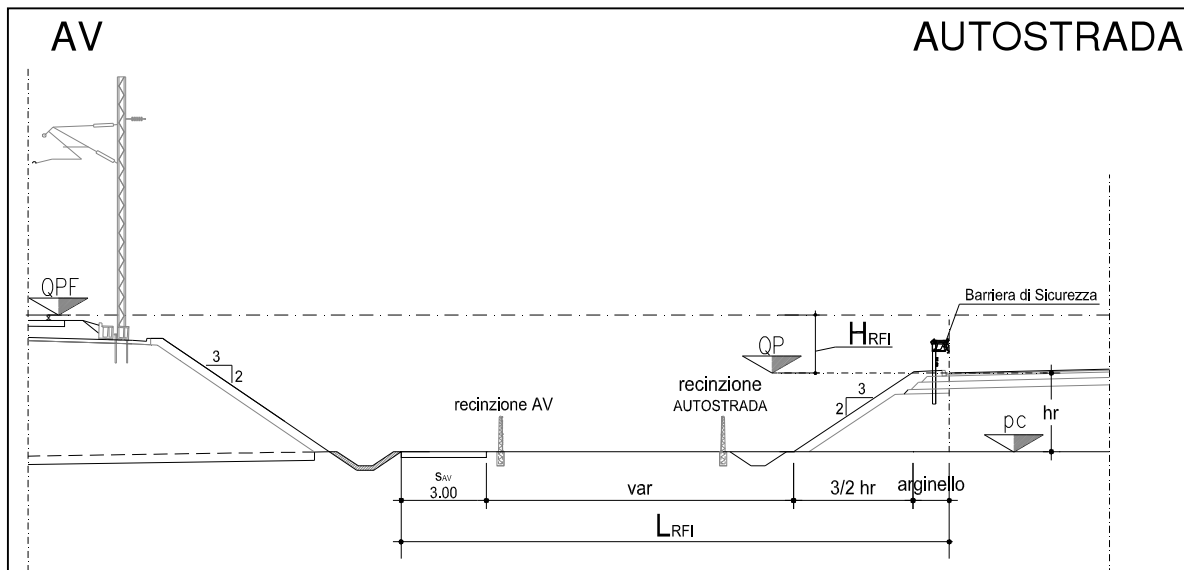 AV
AUTOSTRADA
QPF
Barriera di Sicurezza
HRFI
QP
3
2
recinzione AV
recinzione
AUTOSTRADA
3
2
hr
pc
SAV
3.00
var
3/2 hr
arginello
LRFI